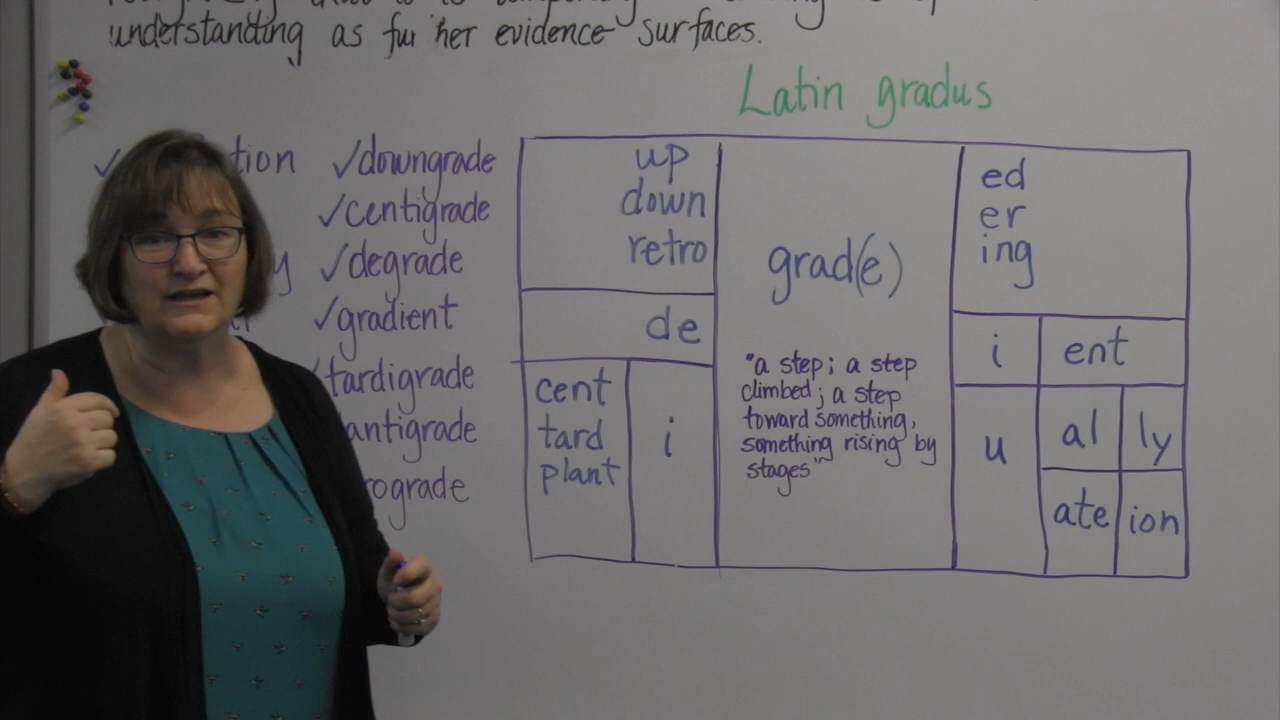 understanding as further evidence surfaces.
Latin gradus
✓ tion ✓downgrade
✓centigrade
y ✓degrade
✓gradient
✓tardigrade
antigrade
rograde
up
down
retro
de
cent
tard
plant
i
grad(e)
"a step; a step
climbed; a step
toward something,
something rising by
stages"
ed
er
ing
i ent
u al ly
ate ion